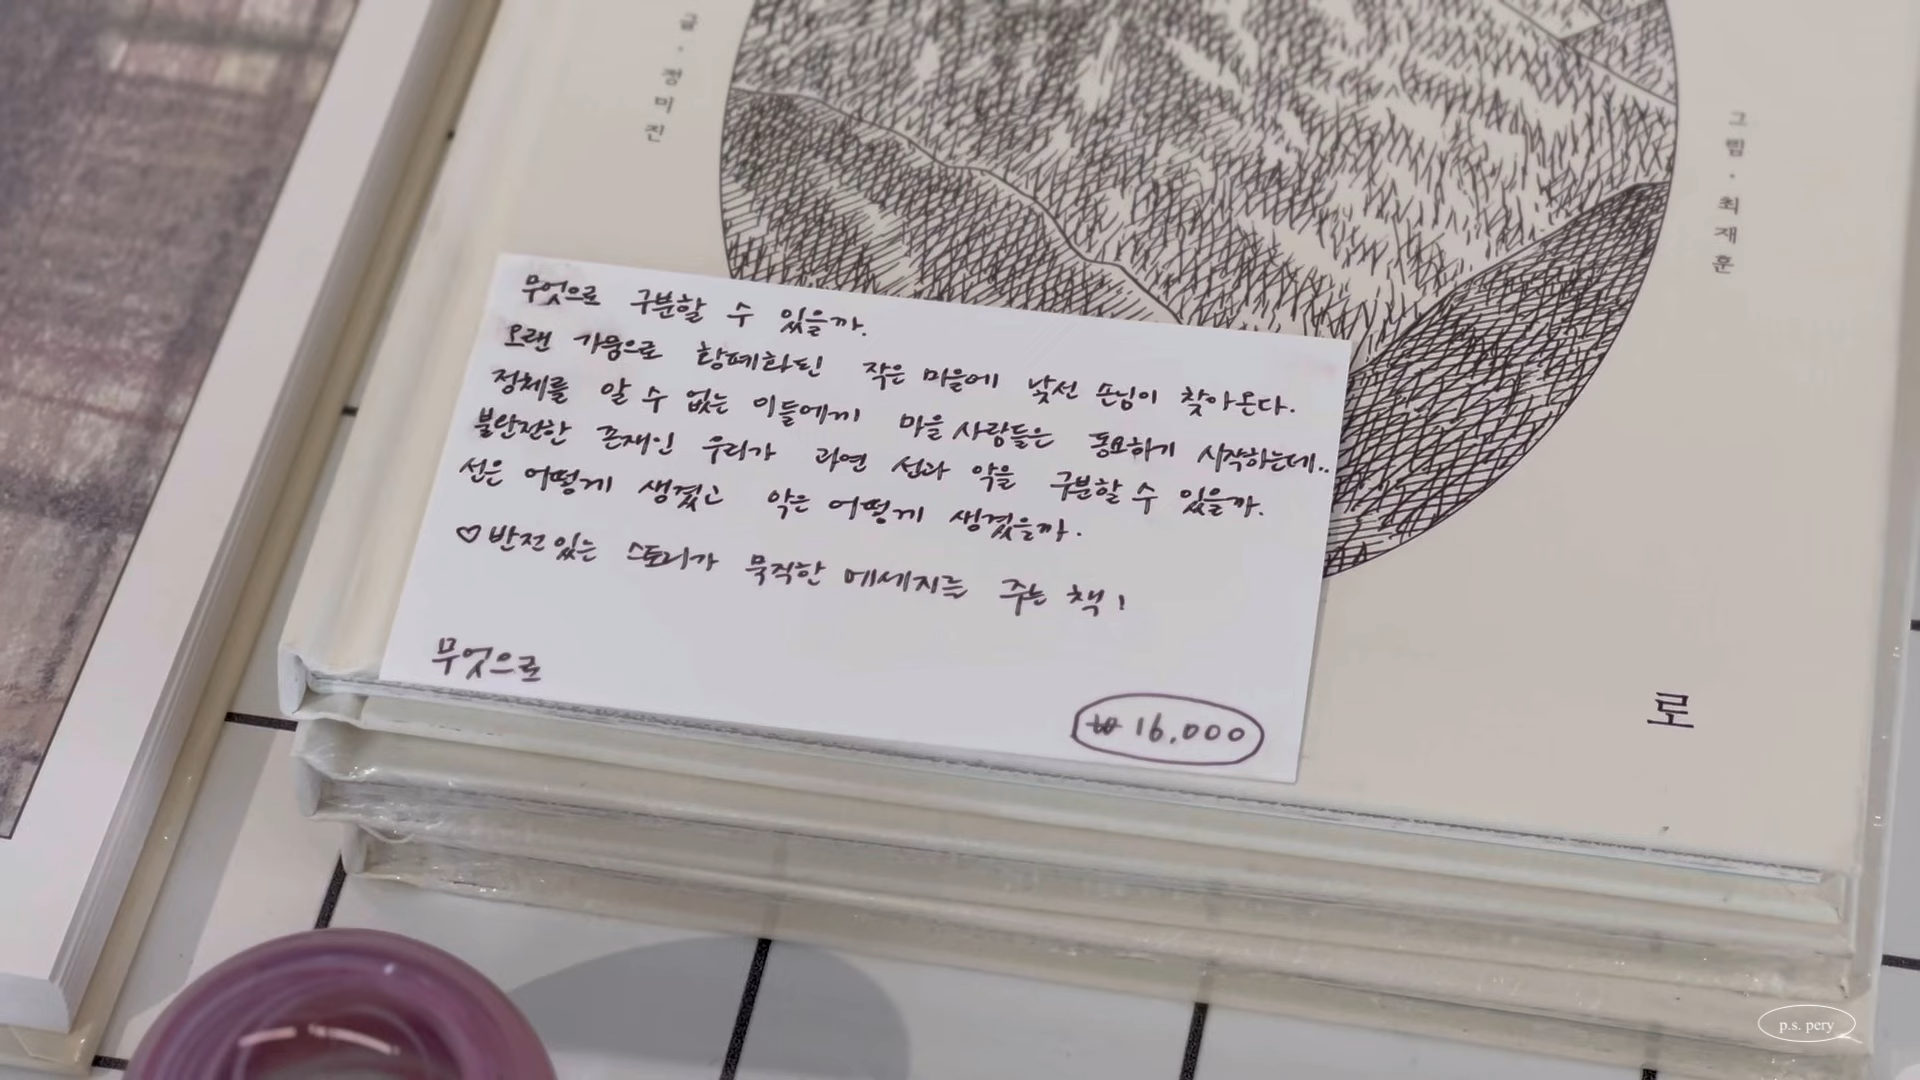 글 · 정미진
그림 · 최재훈
무엇으로 구분할 수 있을까.
오랜 가뭄으로 황폐화된 작은 마을에 낯선 손님이 찾아온다.
정체를 알 수 없는 이들에게 마을 사람들은 동요하기 시작하는데..
불완전한 존재인 우리가 과연 선과 악을 구분할 수 있을까.
선은 어떻게 생겼고 악은 어떻게 생겼을까.
♡반전있는 스토리가 묵직한 메세지를 주는 책!
무엇으로
₩16,000
로
p.s. pery